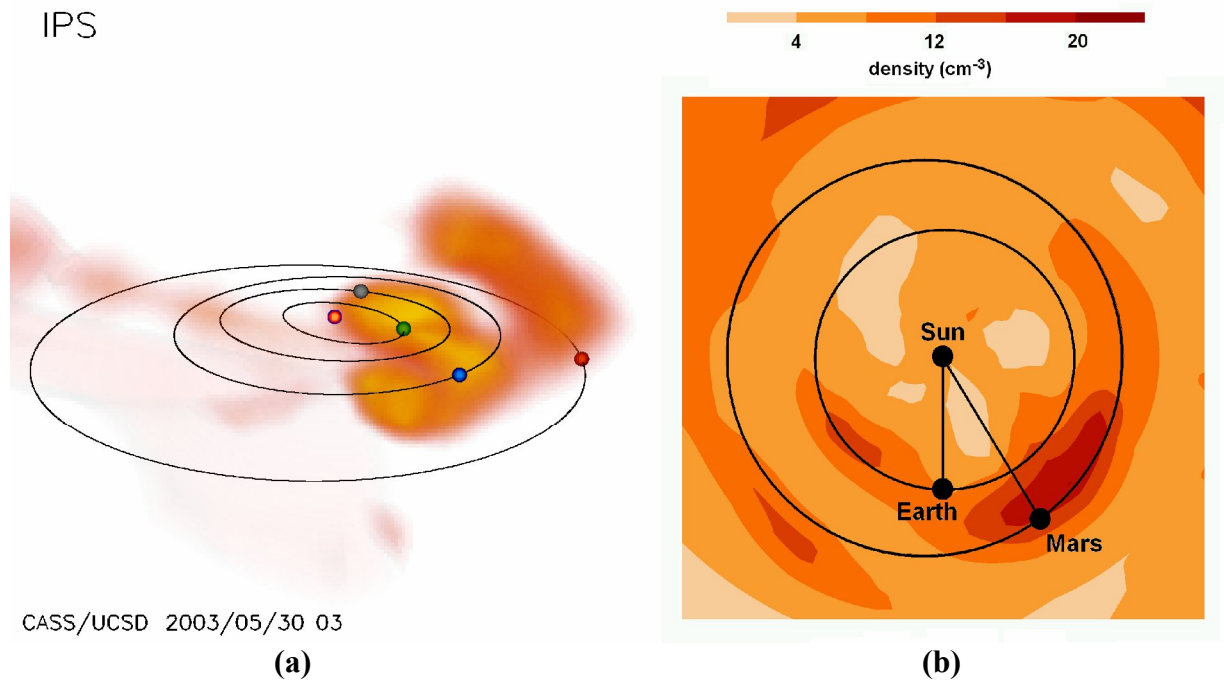 IPS
CASS/UCSD 2003/05/30 03
(a)
4 12 20
density (cm⁻³)
Sun
Earth
Mars
(b)